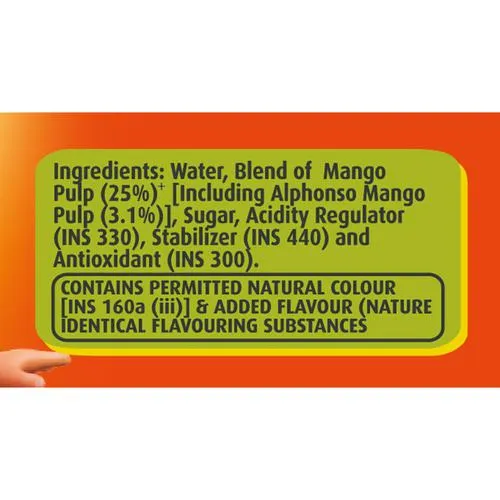 Ingredients: Water, Blend of Mango
Pulp (25%)† [Including Alphonso Mango
Pulp (3.1%)], Sugar, Acidity Regulator
(INS 330), Stabilizer (INS 440) and
Antioxidant (INS 300).
CONTAINS PERMITTED NATURAL COLOUR
[INS 160a (iii)] & ADDED FLAVOUR (NATURE
IDENTICAL FLAVOURING SUBSTANCES